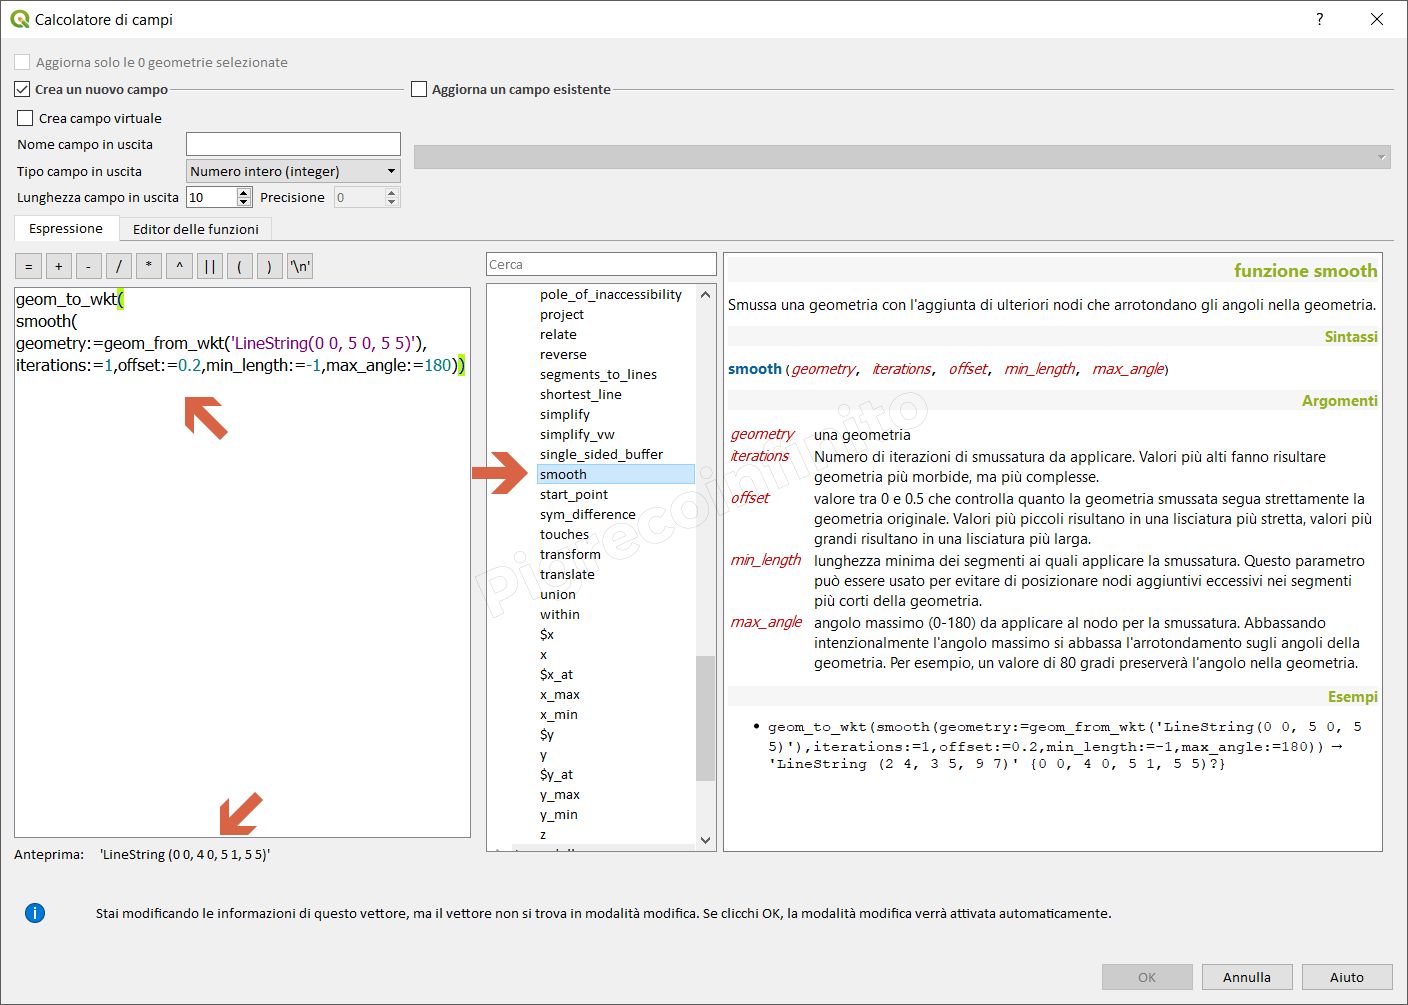 Calcolatore di campi
?
Aggiorna solo le 0 geometrie selezionate
Crea un nuovo campo
Aggiorna un campo esistente
Crea campo virtuale
Nome campo in uscita
Tipo campo in uscita
Numero intero (integer)
Lunghezza campo in uscita
10
Precisione
0
Espressione
Editor delle funzioni
= + - / * ^ || ( ) '\n'
geom_to_wkt(
smooth(
geometry:=geom_from_wkt('LineString(0 0, 5 0, 5 5)'),
iterations:=1,offset:=0.2,min_length:=-1,max_angle:=180))
Anteprima: 'LineString (0 0, 4 0, 5 1, 5 5)'
Cerca
pole_of_inaccessibility
project
relate
reverse
segments_to_lines
shortest_line
simplify
simplify_vw
single_sided_buffer
smooth
start_point
sym_difference
touches
transform
translate
union
within
$x
x
$x_at
x_max
x_min
$y
y
$y_at
y_max
y_min
z
funzione smooth
Smussa una geometria con l'aggiunta di ulteriori nodi che arrotondano gli angoli nella geometria.
Sintassi
smooth(geometry, iterations, offset, min_length, max_angle)
Argomenti
geometry una geometria
iterations Numero di iterazioni di smussatura da applicare. Valori più alti fanno risultare
geometria più morbide, ma più complesse.
offset valore tra 0 e 0.5 che controlla quanto la geometria smussata segua strettamente la
geometria originale. Valori più piccoli risultano in una lisciatura più stretta, valori più
grandi risultano in una lisciatura più larga.
min_length lunghezza minima dei segmenti ai quali applicare la smussatura. Questo parametro
può essere usato per evitare di posizionare nodi aggiuntivi eccessivi nei segmenti
più corti della geometria.
max_angle angolo massimo (0-180) da applicare al nodo per la smussatura. Abbassando
intenzionalmente l'angolo massimo si abbassa l'arrotondamento sugli angoli della
geometria. Per esempio, un valore di 80 gradi preserverà l'angolo nella geometria.
Esempi
• geom_to_wkt(smooth(geometry:=geom_from_wkt('LineString(0 0, 5 0, 5
5)'),iterations:=1,offset:=0.2,min_length:=-1,max_angle:=180)) →
'LineString (2 4, 3 5, 9 7)' {0 0, 4 0, 5 1, 5 5)?}
Pigrecoinfinito
Stai modificando le informazioni di questo vettore, ma il vettore non si trova in modalità modifica. Se clicchi OK, la modalità modifica verrà attivata automaticamente.
OK
Annulla
Aiuto